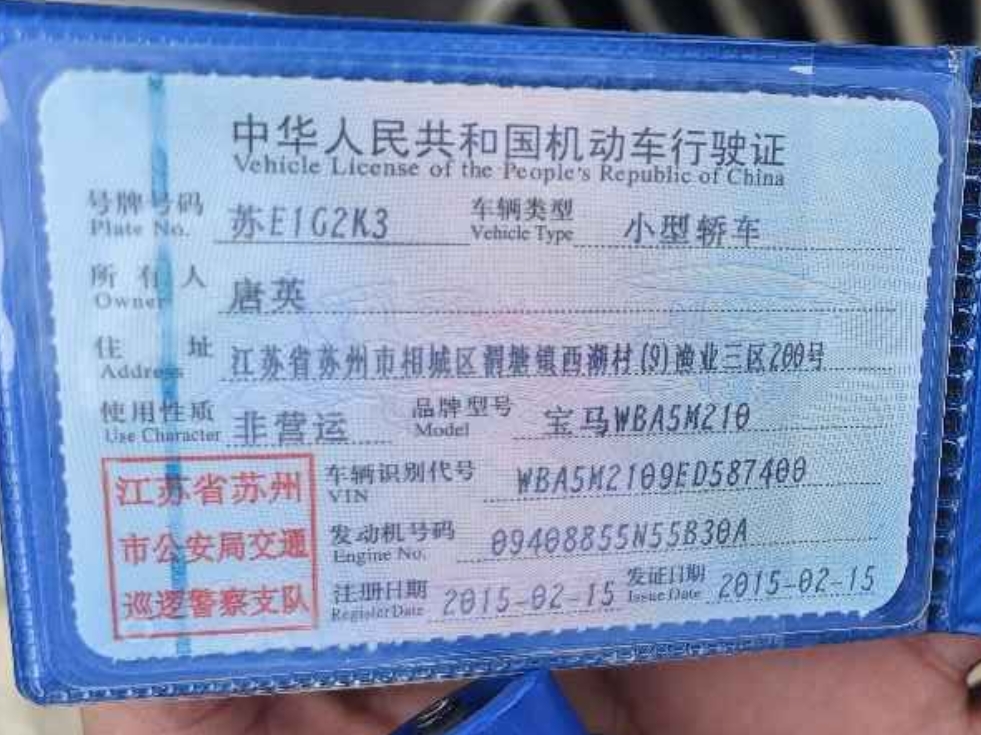 中华人民共和国机动车行驶证
Vehicle License of the People's Republic of China
号牌号码 苏E1G2K3 车辆类型 小型轿车
Plate No. Vehicle Type
所有人 唐英
Owner
住址 江苏省苏州市相城区渭塘镇西湖村(9)渔业三区200号
Address
使用性质 非营运 品牌型号 宝马WBA5M210
Use Character Model
江苏省苏州 车辆识别代号 WBA5M2109ED587400
VIN
市公安局交通 发动机号码 09408855N55B30A
Engine No.
巡逻警察支队 注册日期 2015-02-15 发证日期 2015-02-15
Register Date Issue Date